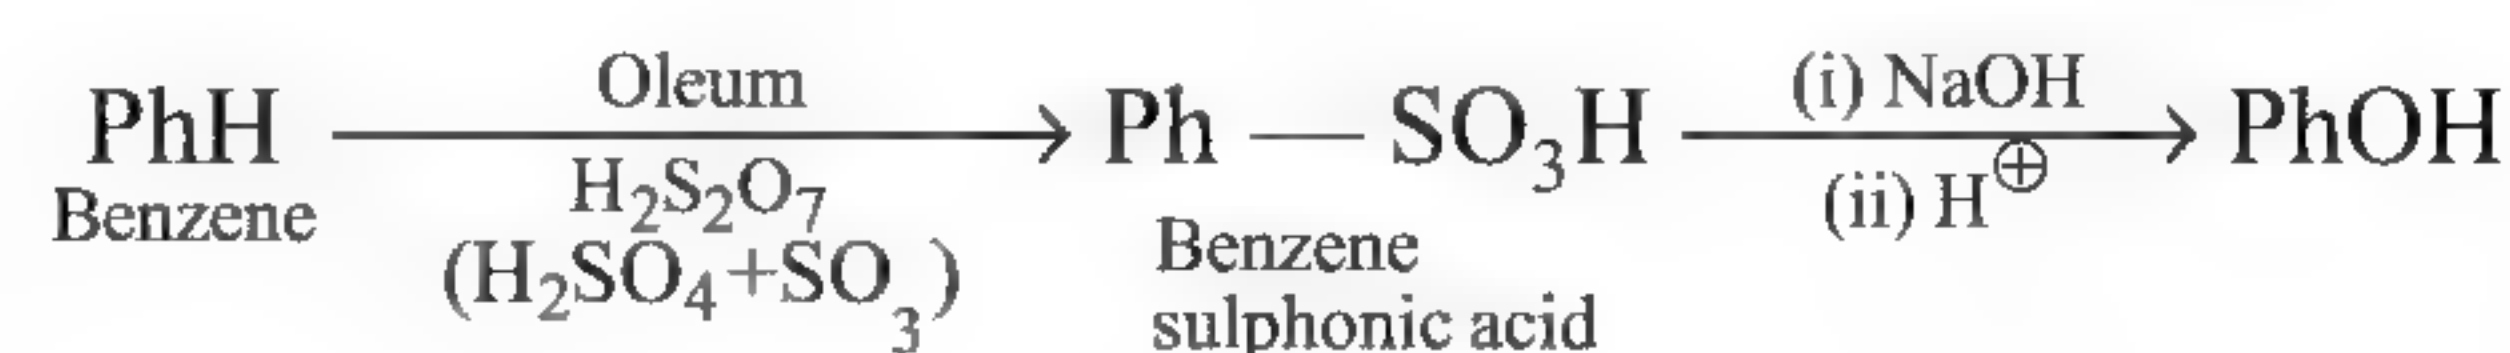 PhH Oleum Ph — SO₃H (i) NaOH PhOH
Benzene H₂S₂O₇ (ii) H⊕
(H₂SO₄+SO₃) Benzene
sulphonic acid